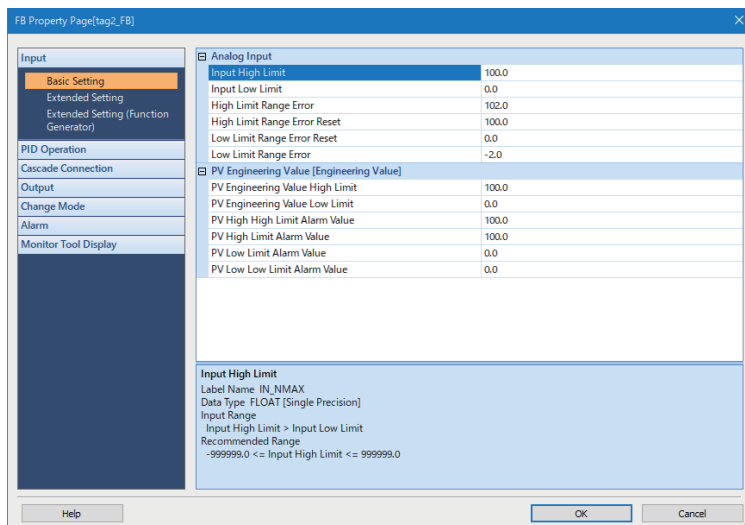 FB Property Page[tag2_FB]
Input
Basic Setting
Extended Setting
Extended Setting (Function
Generator)
PID Operation
Cascade Connection
Output
Change Mode
Alarm
Monitor Tool Display
Analog Input
Input High Limit 100.0
Input Low Limit 0.0
High Limit Range Error 102.0
High Limit Range Error Reset 100.0
Low Limit Range Error Reset 0.0
Low Limit Range Error -2.0
PV Engineering Value [Engineering Value]
PV Engineering Value High Limit 100.0
PV Engineering Value Low Limit 0.0
PV High High Limit Alarm Value 100.0
PV High Limit Alarm Value 100.0
PV Low Limit Alarm Value 0.0
PV Low Low Limit Alarm Value 0.0
Input High Limit
Label Name IN_NMAX
Data Type FLOAT [Single Precision]
Input Range
Input High Limit > Input Low Limit
Recommended Range
-999999.0 <= Input High Limit <= 999999.0
Help OK Cancel